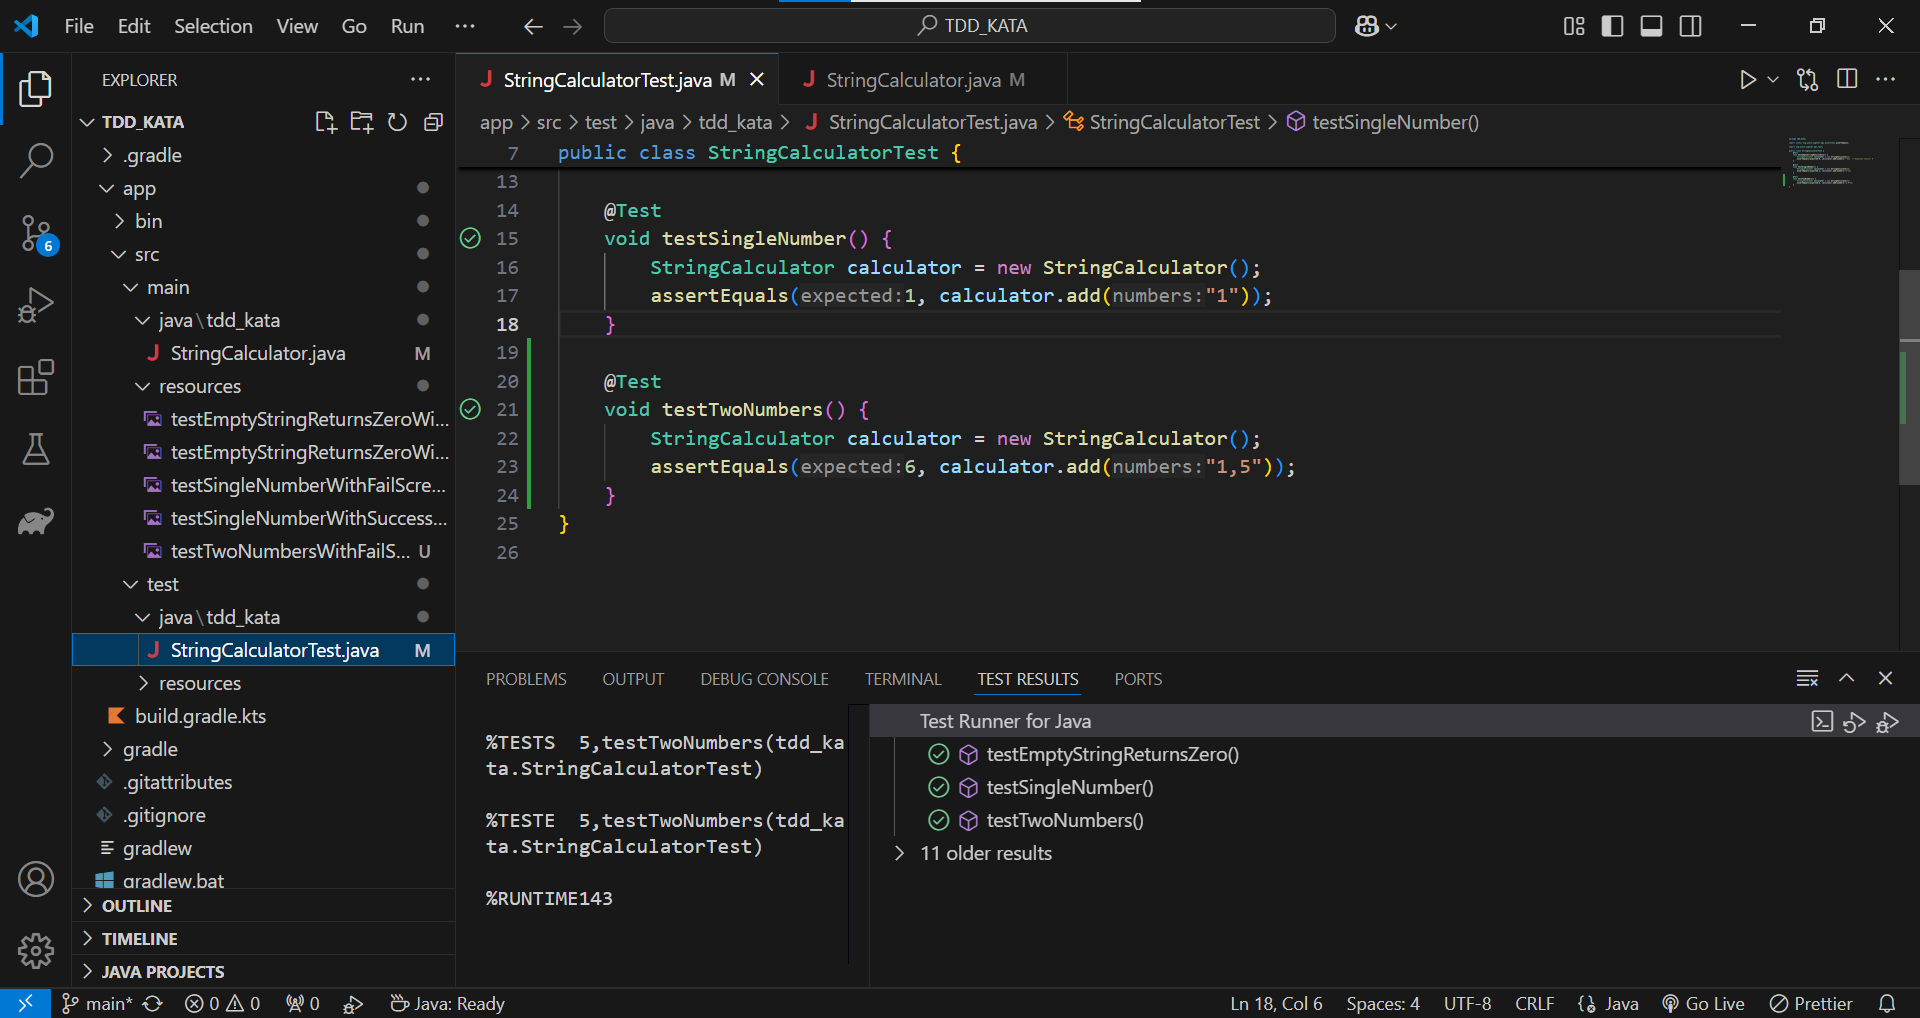 File Edit Selection View Go Run ···
TDD_KATA
EXPLORER
TDD_KATA
.gradle
app
bin
src
main
java\tdd_kata
StringCalculator.java M
resources
testEmptyStringReturnsZeroWi...
testEmptyStringReturnsZeroWi...
testSingleNumberWithFailScre...
testSingleNumberWithSuccess...
testTwoNumbersWithFailS... U
test
java\tdd_kata
StringCalculatorTest.java M
resources
build.gradle.kts
gradle
.gitattributes
.gitignore
gradlew
gradlew.bat
OUTLINE
TIMELINE
JAVA PROJECTS
6
StringCalculatorTest.java M
StringCalculator.java M
app > src > test > java > tdd_kata > StringCalculatorTest.java > StringCalculatorTest > testSingleNumber()
7 public class StringCalculatorTest {
13
14 @Test
15 void testSingleNumber() {
16 StringCalculator calculator = new StringCalculator();
17 assertEquals(expected:1, calculator.add(numbers:"1"));
18 }
19
20 @Test
21 void testTwoNumbers() {
22 StringCalculator calculator = new StringCalculator();
23 assertEquals(expected:6, calculator.add(numbers:"1,5"));
24 }
25 }
26
PROBLEMS OUTPUT DEBUG CONSOLE TERMINAL TEST RESULTS PORTS
%TESTS  5,testTwoNumbers(tdd_ka
ta.StringCalculatorTest)
%TESTE  5,testTwoNumbers(tdd_ka
ta.StringCalculatorTest)
%RUNTIME143
Test Runner for Java
testEmptyStringReturnsZero()
testSingleNumber()
testTwoNumbers()
11 older results
main* 0 0 0 Java: Ready
Ln 18, Col 6 Spaces: 4 UTF-8 CRLF Java Go Live Prettier